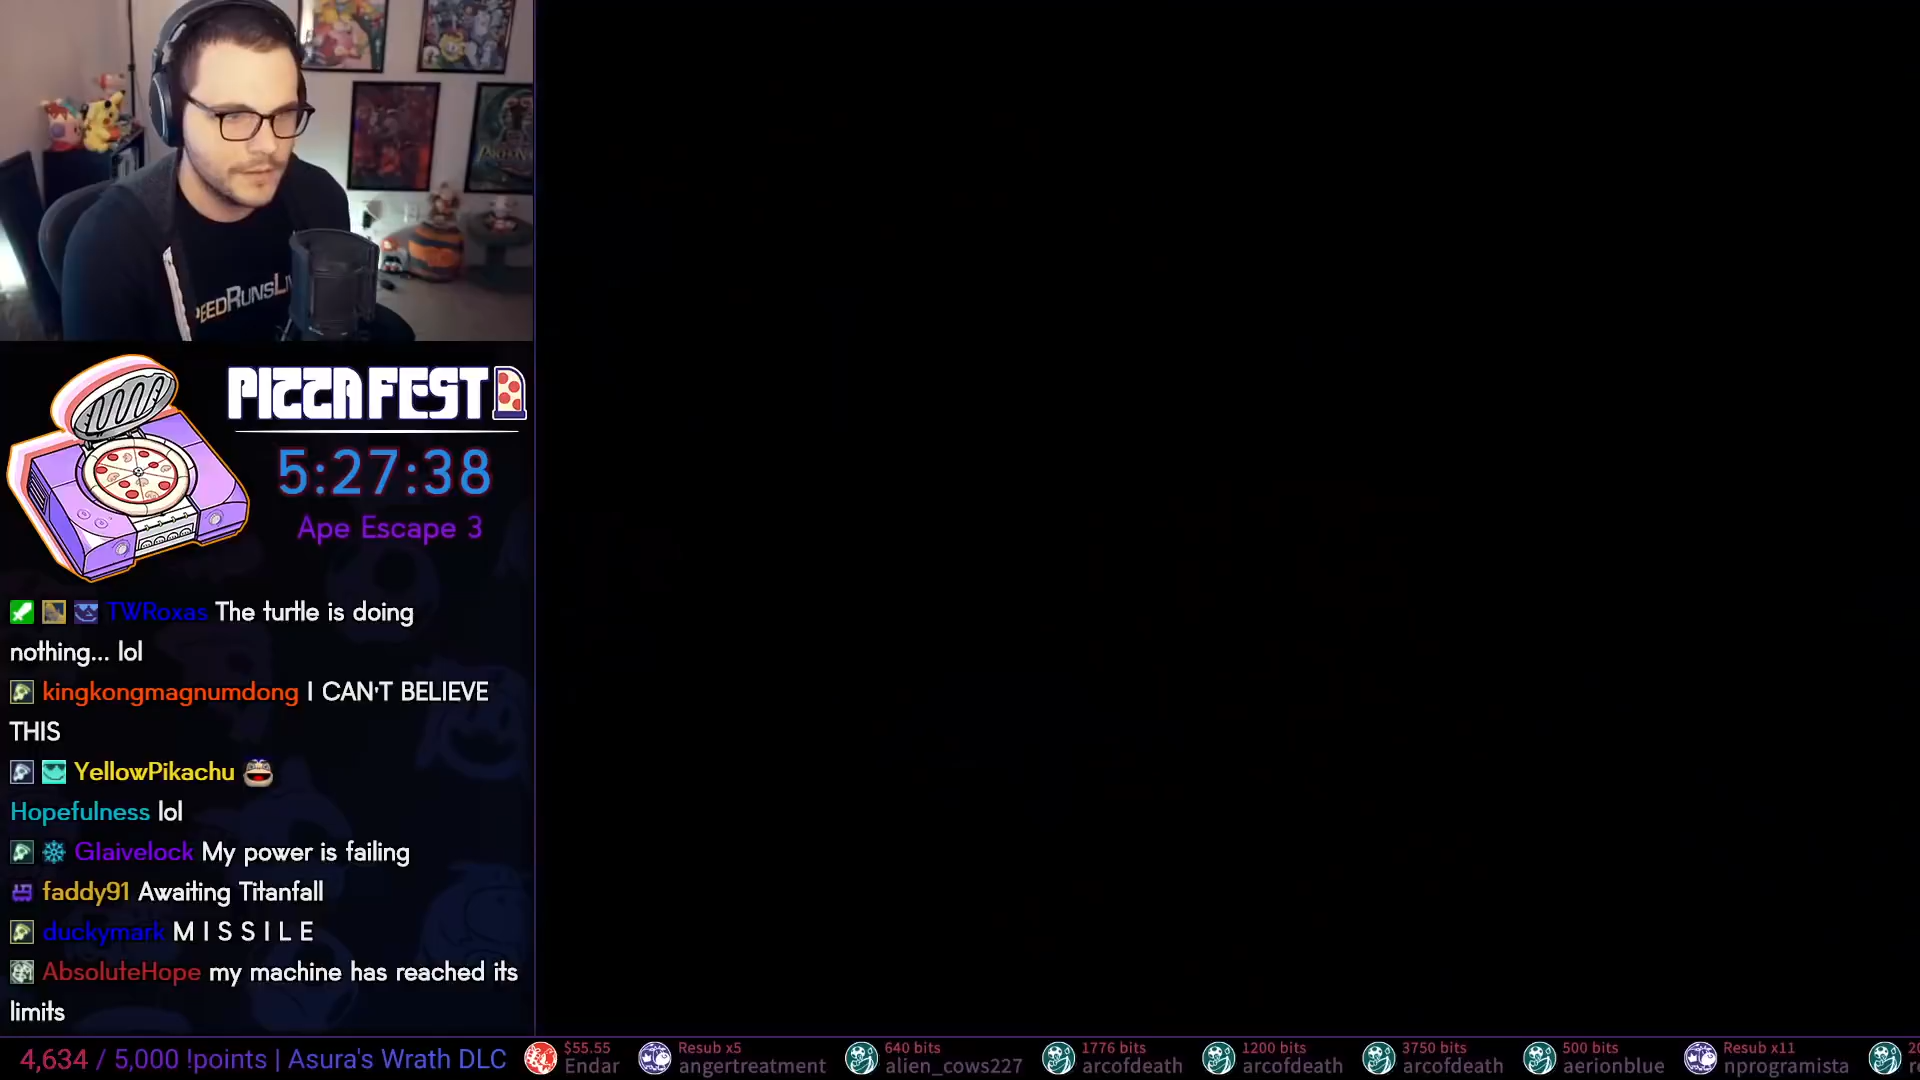 PIZZA FEST
5:27:38
Ape Escape 3
TWRoxas The turtle is doing
nothing... lol
kingkongmagnumdong I CAN'T BELIEVE
THIS
YellowPikachu
Hopefulness lol
Glaivelock My power is failing
faddy91 Awaiting Titanfall
duckymark M I S S I L E
AbsoluteHope my machine has reached its
limits
4,634 / 5,000 !points | Asura's Wrath DLC
$55.55
Endar
Resub x5
angertreatment
640 bits
alien_cows227
1776 bits
arcofdeath
1200 bits
arcofdeath
3750 bits
arcofdeath
500 bits
aerionblue
Resub x11
nprogramista